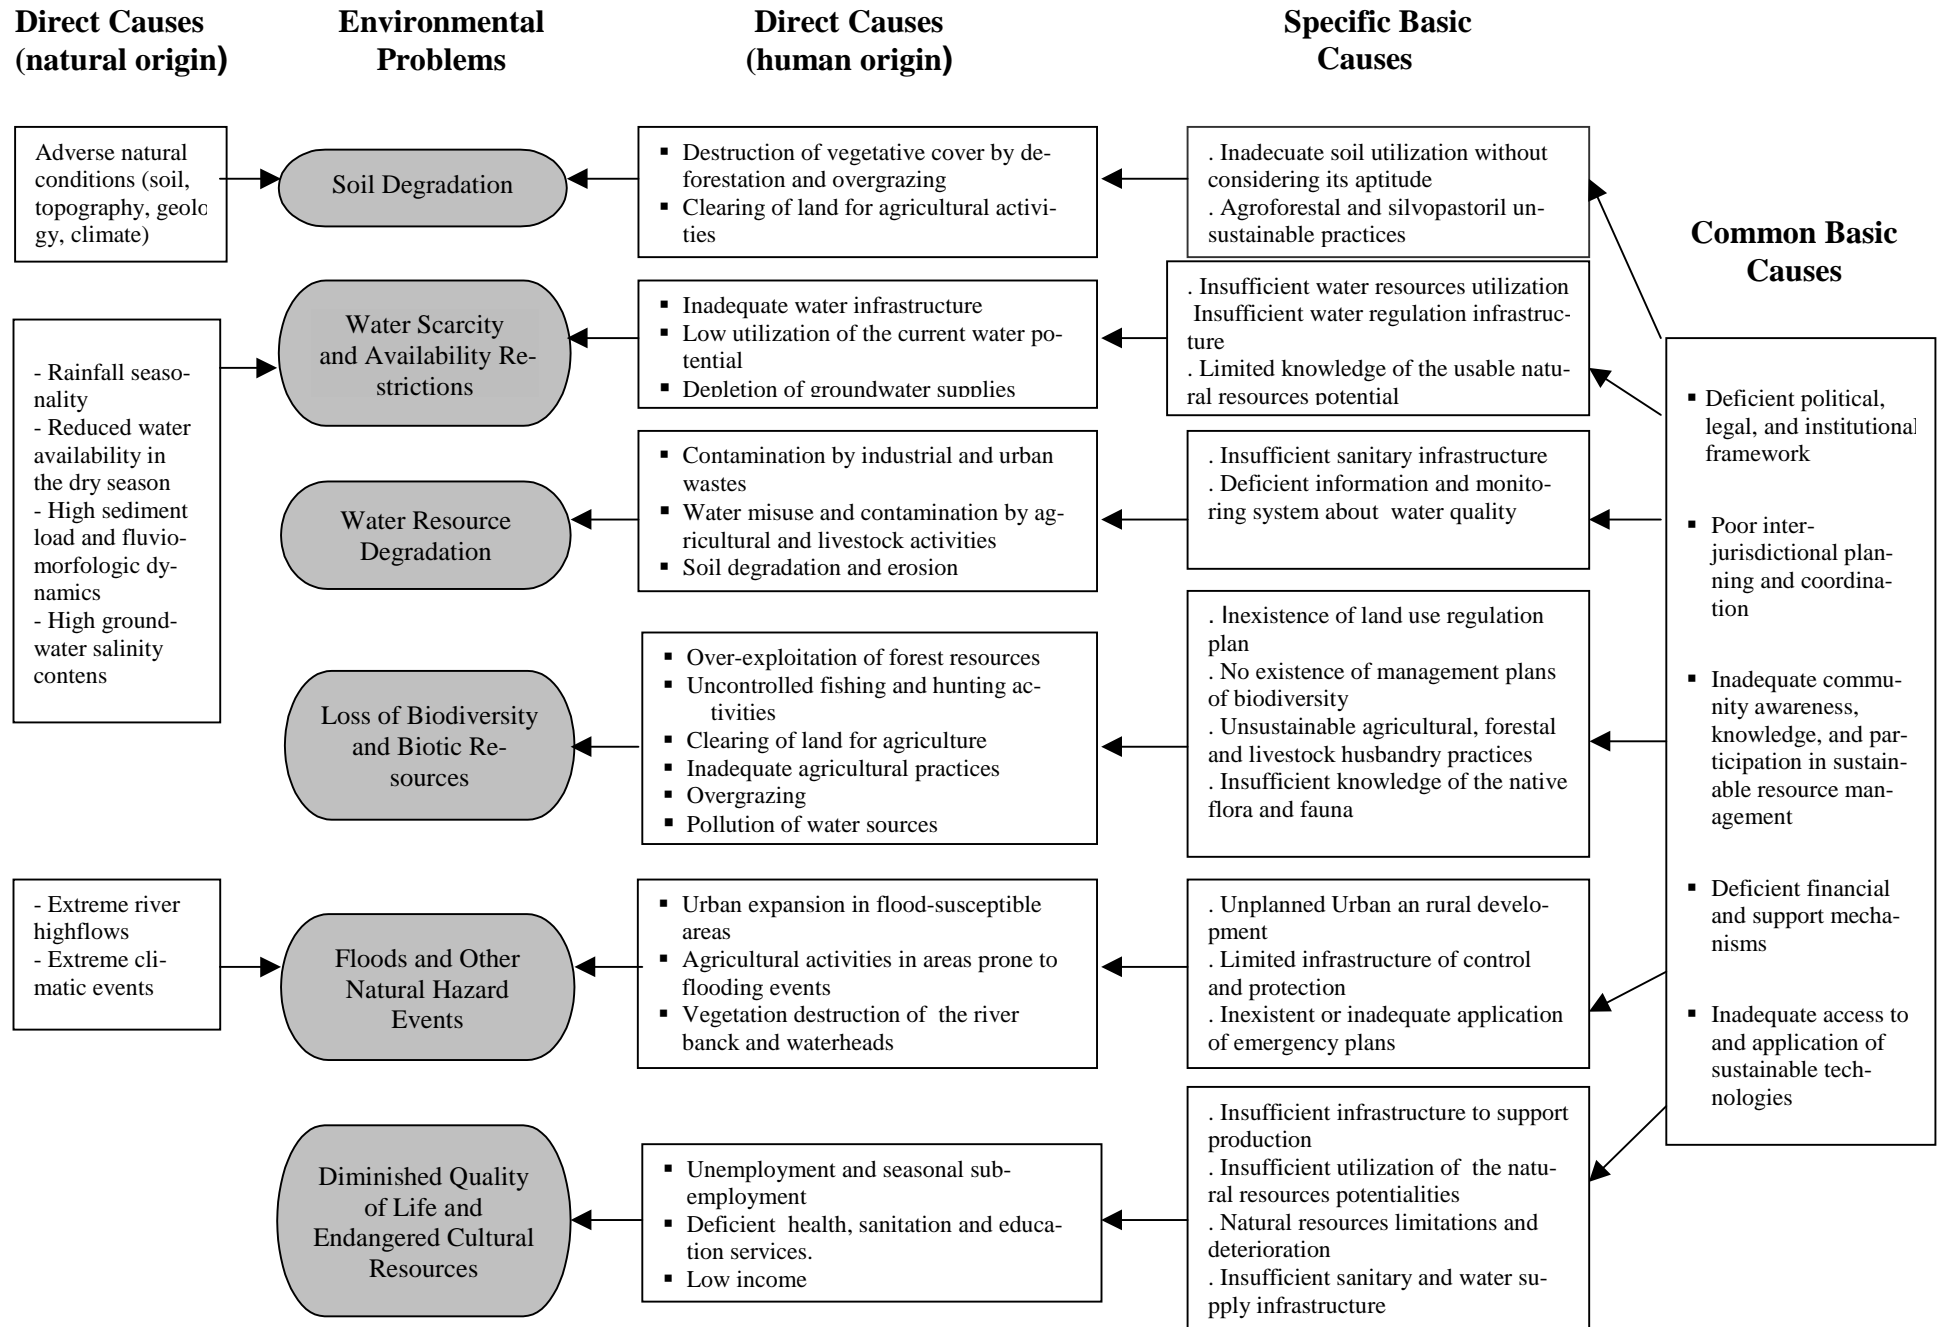 Direct Causes
(natural origin)
Environmental
Problems
Direct Causes
(human origin)
Specific Basic
Causes
Common Basic
Causes
Adverse natural
conditions (soil,
topography, geolo
gy, climate)
Soil Degradation
▪ Destruction of vegetative cover by de-
forestation and overgrazing
▪ Clearing of land for agricultural activi-
ties
. Inadecuate soil utilization without
considering its aptitude
. Agroforestal and silvopastoril un-
sustainable practices
- Rainfall seaso-
nality
- Reduced water
availability in
the dry season
- High sediment
load and fluvio-
morfologic dy-
namics
- High ground-
water salinity
contens
Water Scarcity
and Availability Re-
strictions
▪ Inadequate water infrastructure
▪ Low utilization of the current water po-
tential
▪ Depletion of groundwater supplies
. Insufficient water resources utilization
Insufficient water regulation infrastruc-
ture
. Limited knowledge of the usable natu-
ral resources potential
Water Resource
Degradation
▪ Contamination by industrial and urban
wastes
▪ Water misuse and contamination by ag-
ricultural and livestock activities
▪ Soil degradation and erosion
. Insufficient sanitary infrastructure
. Deficient information and monito-
ring system about water quality
Loss of Biodiversity
and Biotic Re-
sources
▪ Over-exploitation of forest resources
▪ Uncontrolled fishing and hunting ac-
tivities
▪ Clearing of land for agriculture
▪ Inadequate agricultural practices
▪ Overgrazing
▪ Pollution of water sources
. Inexistence of land use regulation
plan
. No existence of management plans
of biodiversity
. Unsustainable agricultural, forestal
and livestock husbandry practices
. Insufficient knowledge of the native
flora and fauna
- Extreme river
highflows
- Extreme cli-
matic events
Floods and Other
Natural Hazard
Events
▪ Urban expansion in flood-susceptible
areas
▪ Agricultural activities in areas prone to
flooding events
▪ Vegetation destruction of the river
banck and waterheads
. Unplanned Urban an rural develo-
pment
. Limited infrastructure of control
and protection
. Inexistent or inadequate application
of emergency plans
Diminished Quality
of Life and
Endangered Cultural
Resources
▪ Unemployment and seasonal sub-
employment
▪ Deficient health, sanitation and educa-
tion services.
▪ Low income
. Insufficient infrastructure to support
production
. Insufficient utilization of the natu-
ral resources potentialities
. Natural resources limitations and
deterioration
. Insufficient sanitary and water su-
pply infrastructure
▪ Deficient political,
legal, and institutional
framework
▪ Poor inter-
jurisdictional plan-
ning and coordina-
tion
▪ Inadequate commu-
nity awareness,
knowledge, and par-
ticipation in sustain-
able resource man-
agement
▪ Deficient financial
and support mecha-
nisms
▪ Inadequate access to
and application of
sustainable tech-
nologies